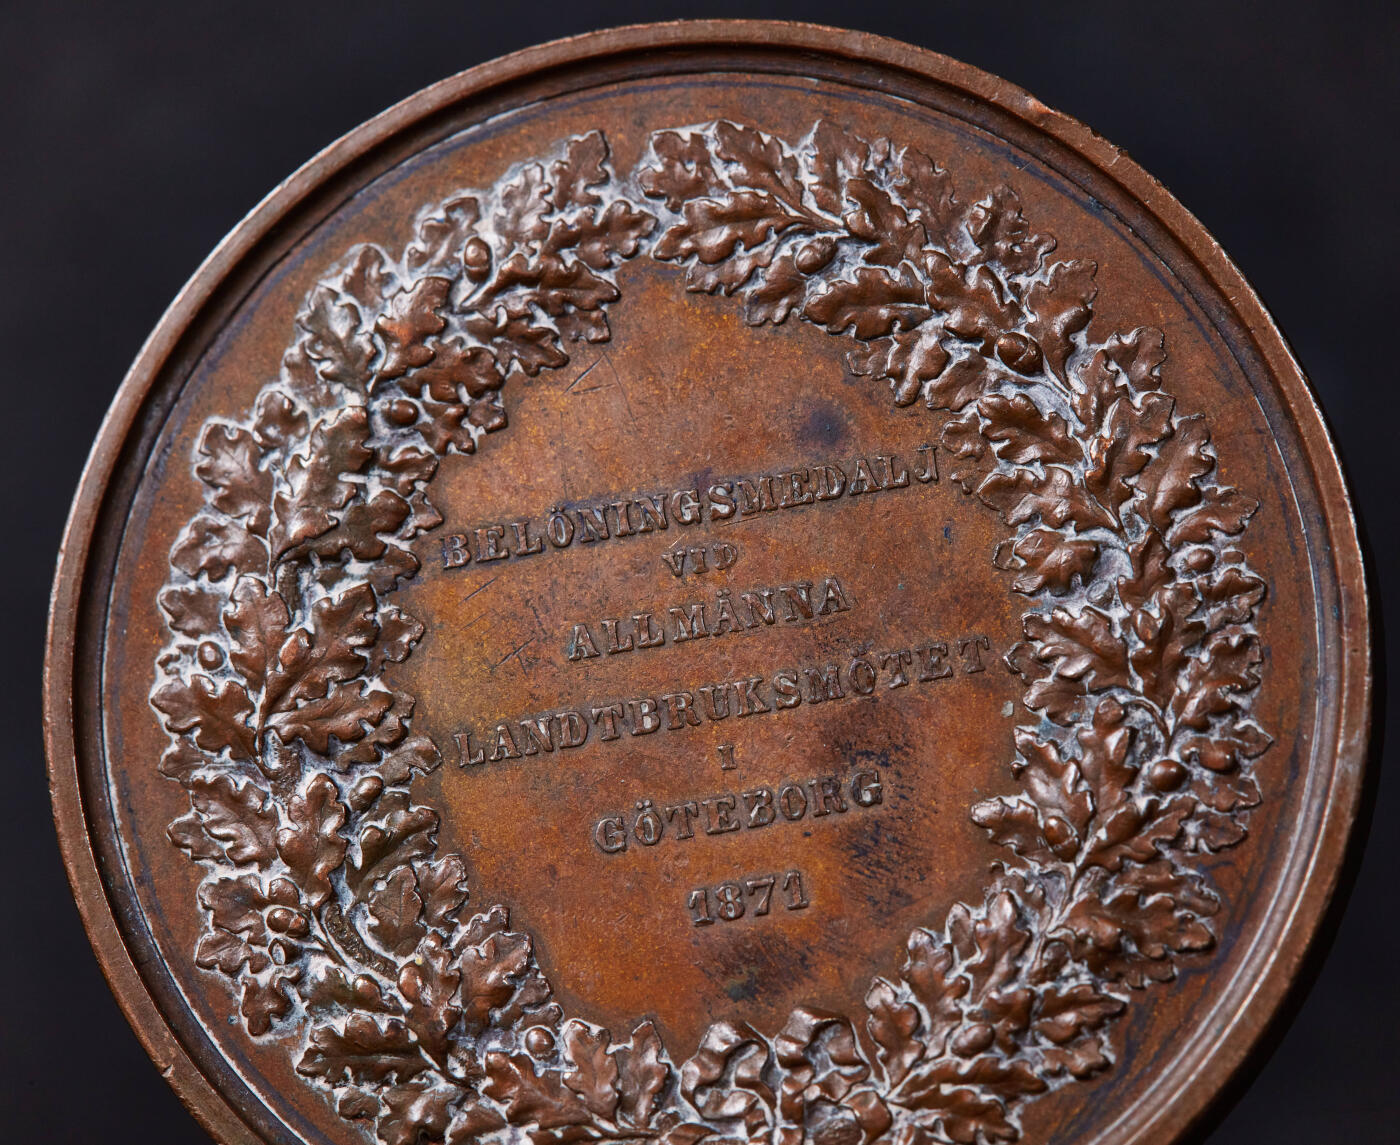 BELÖNINGSMEDALJ
VID
ALLMÄNNA
LANDTBRUKSMÖTET
I
GÖTEBORG
1871